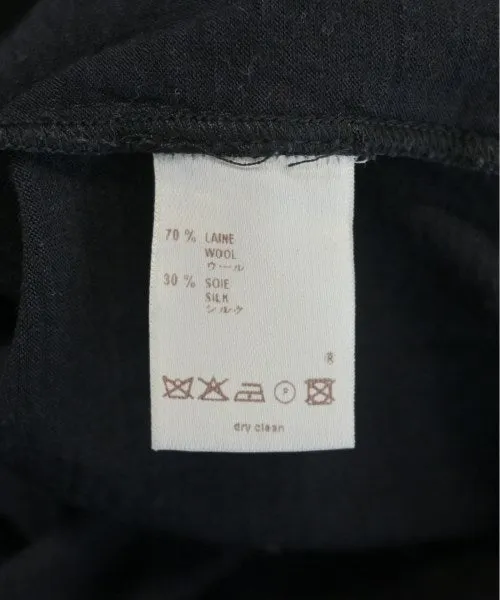 70 % LAINE
WOOL
ウール
30 % SOIE
SILK
シルク
R
P
dry clean